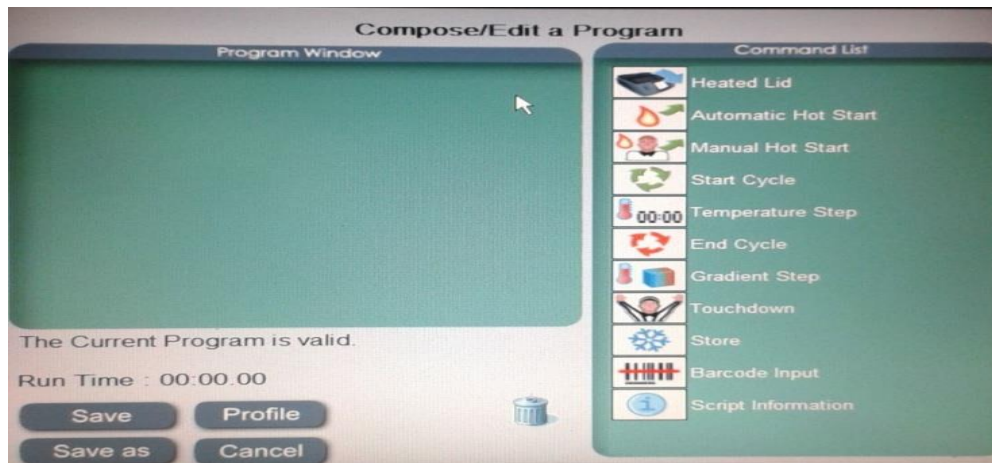 Compose/Edit a Program
Program Window
Command List
Heated Lid
Automatic Hot Start
Manual Hot Start
Start Cycle
00:00 Temperature Step
End Cycle
Gradient Step
Touchdown
Store
Barcode Input
Script Information
The Current Program is valid.
Run Time : 00:00.00
Save
Profile
Save as
Cancel